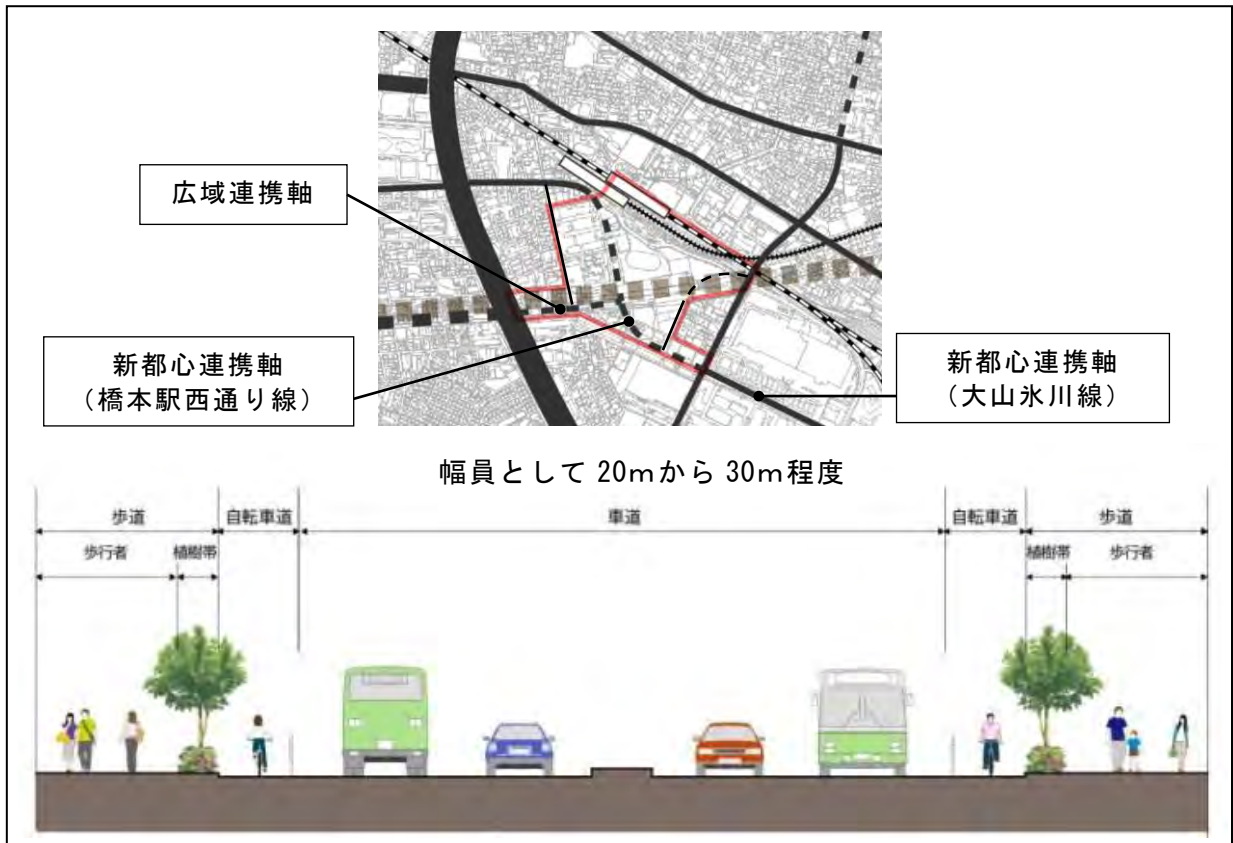 広域連携軸
新都心連携軸
（橋本駅西通り線）
新都心連携軸
（大山氷川線）
幅員として 20ｍから 30ｍ程度
歩道
自転車道
車道
自転車道
歩道
歩行者
植樹帯
植樹帯
歩行者